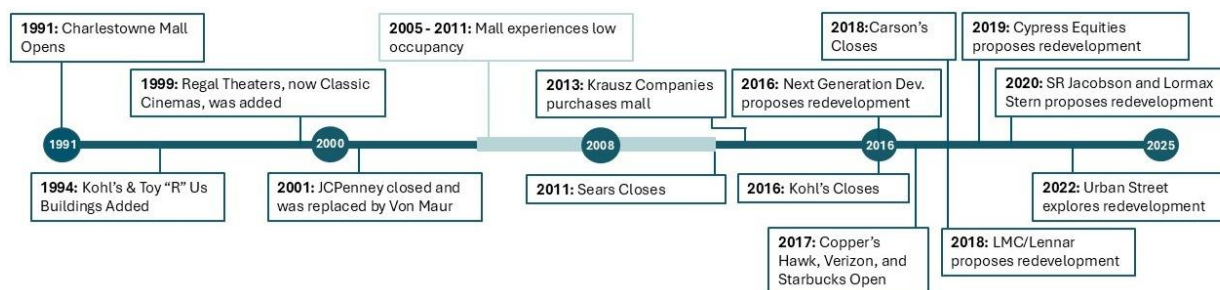 1991: Charlestowne Mall
Opens
2005 - 2011: Mall experiences low
occupancy
2018:Carson's
Closes
2019: Cypress Equities
proposes redevelopment
1999: Regal Theaters, now Classic
Cinemas, was added
2013: Krausz Companies
purchases mall
2016: Next Generation Dev.
proposes redevelopment
2020: SR Jacobson and Lormax
Stern proposes redevelopment
1991
2000
2008
2016
2025
1994: Kohl's & Toy "R" Us
Buildings Added
2001: JCPenney closed and
was replaced by Von Maur
2011: Sears Closes
2016: Kohl's Closes
2022: Urban Street
explores redevelopment
2017: Copper's
Hawk, Verizon, and
Starbucks Open
2018: LMC/Lennar
proposes redevelopment